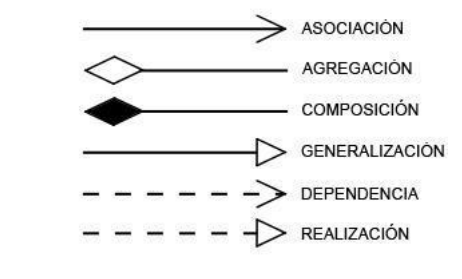 ASOCIACIÓN
AGREGACIÓN
COMPOSICIÓN
GENERALIZACIÓN
DEPENDENCIA
REALIZACIÓN